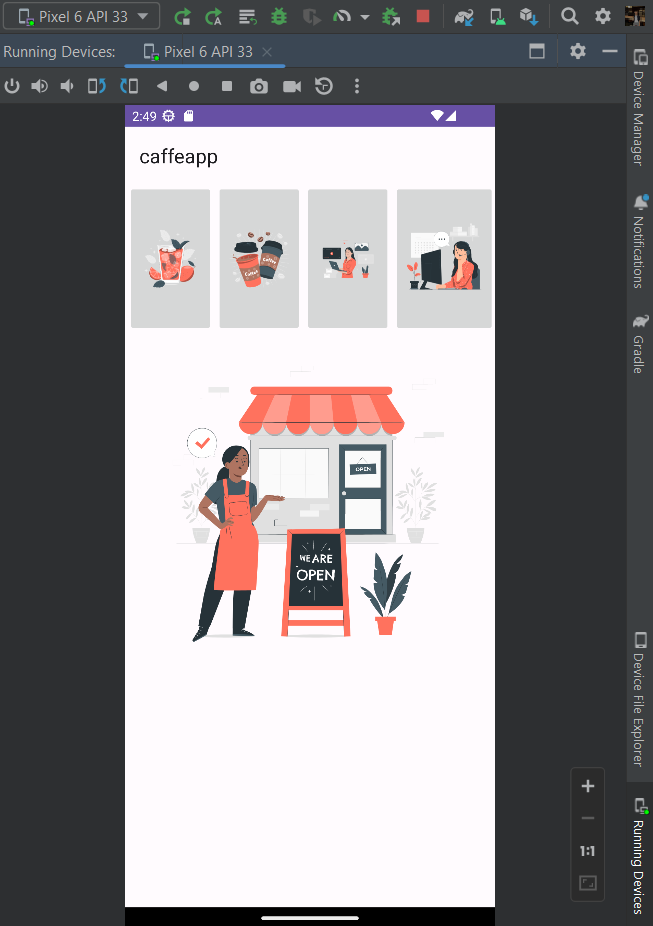 Pixel 6 API 33
Running Devices:
Pixel 6 API 33
2:49
caffeapp
Coffee
Coffee
OPEN
WE ARE
OPEN
1:1
Device Manager
Notifications
Gradle
Device File Explorer
Running Devices